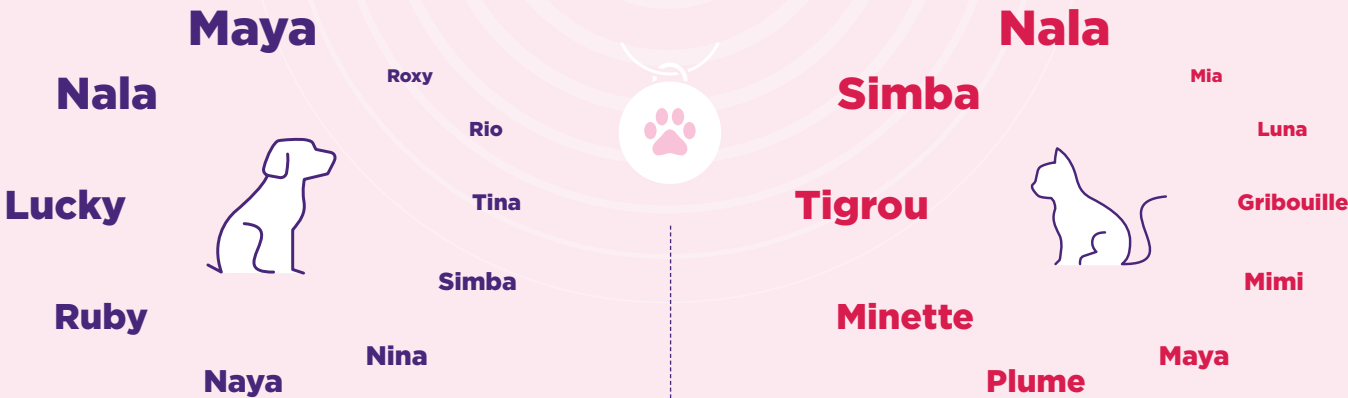 Maya
Nala
Lucky
Ruby
Naya
Nina
Simba
Tina
Rio
Roxy
Nala
Simba
Tigrou
Minette
Plume
Maya
Mimi
Gribouille
Luna
Mia